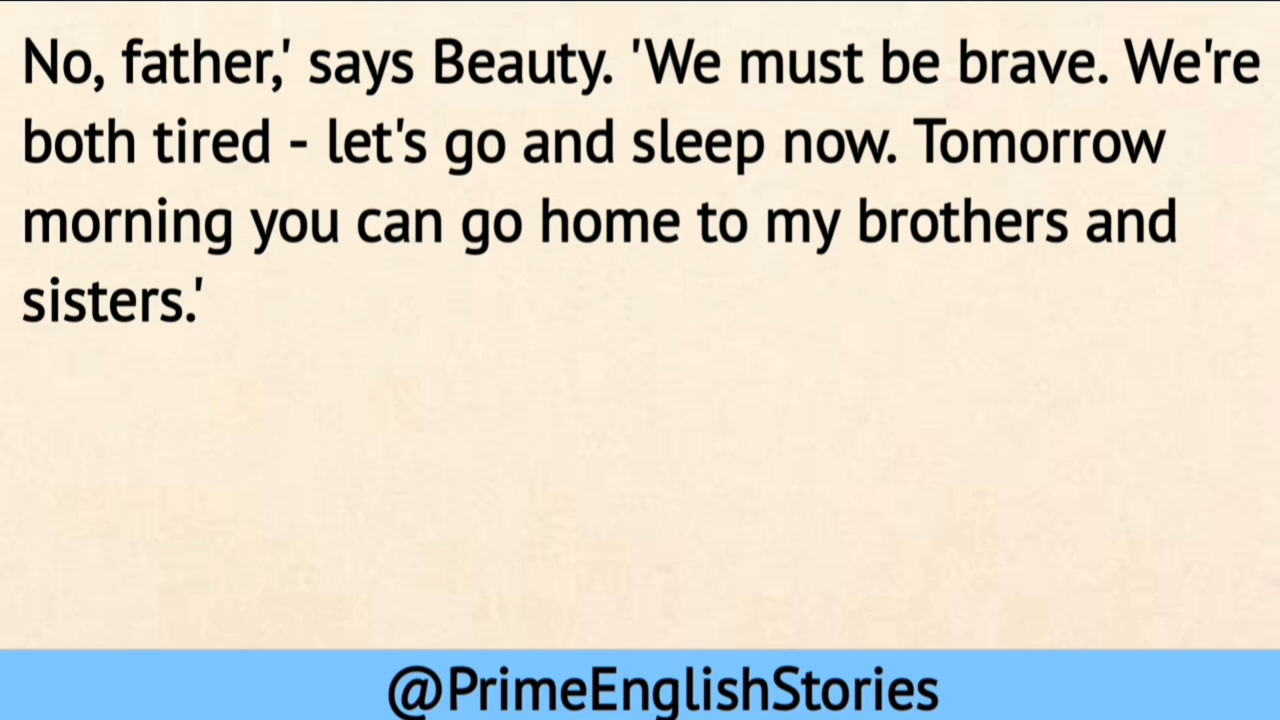 No, father,' says Beauty. 'We must be brave. We're
both tired - let's go and sleep now. Tomorrow
morning you can go home to my brothers and
sisters.'
@PrimeEnglishStories